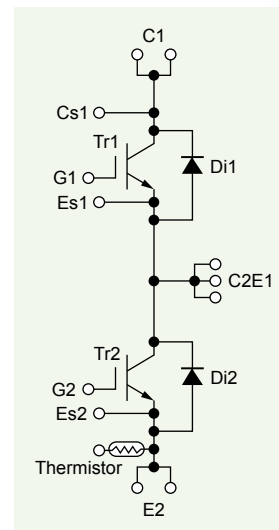 C1
Cs1
Tr1
Di1
G1
Es1
C2E1
Tr2
Di2
G2
Es2
Thermistor
E2